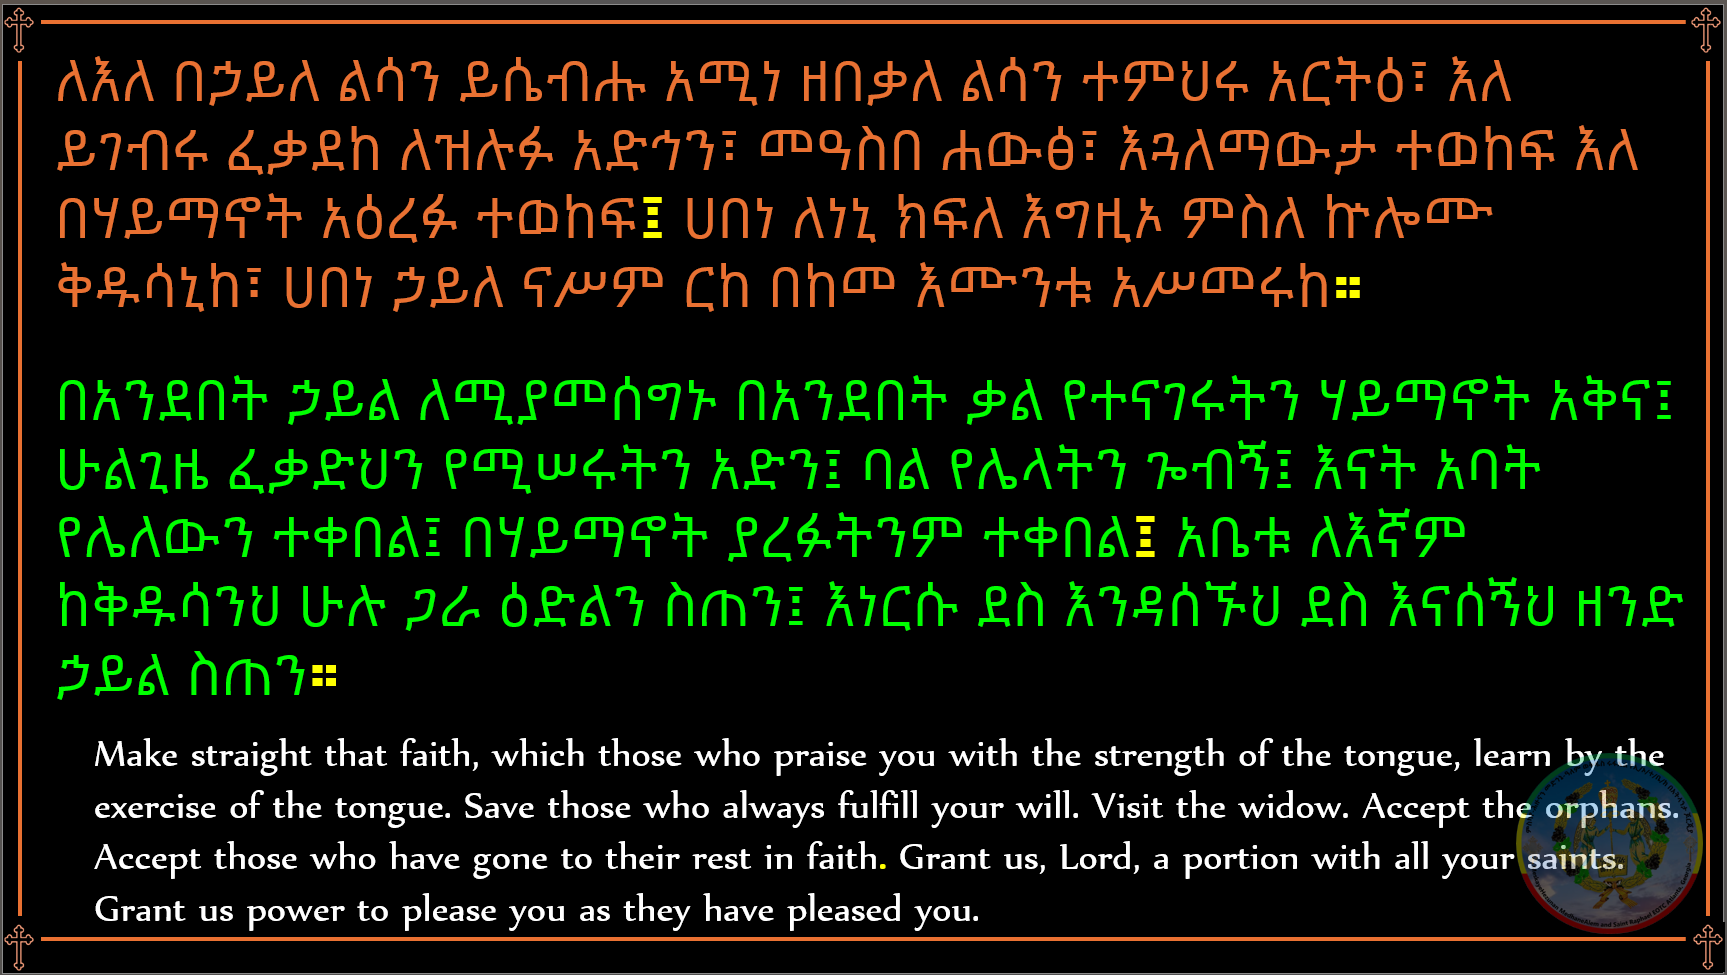 ለእለ በኃይለ ልሳን ይሴብሑ አሚነ ዘበቃለ ልሳን ተምህሩ አርትዕ፣ እለ
ይገብሩ ፈቃደከ ለዝሉፉ አድኅን፣ መዓስበ ሐውፅ፣ እጓለማውታ ተወከፍ እለ
በሃይማኖት አዕረፉ ተወከፍ፤ ሀበነ ለነኒ ክፍለ እግዚኦ ምስለ ኵሎሙ
ቅዱሳኒከ፣ ሀበነ ኃይለ ናሥም ርከ በከመ እሙንቱ አሥመሩከ።
በአንደበት ኃይል ለሚያመሰግኑ በአንደበት ቃል የተናገሩትን ሃይማኖት አቅና፤
ሁልጊዜ ፈቃድህን የሚሠሩትን አድን፤ ባል የሌላትን ጐብኝ፤ እናት አባት
የሌለውን ተቀበል፤ በሃይማኖት ያረፉትንም ተቀበል፤ አቤቱ ለእኛም
ከቅዱሳንህ ሁሉ ጋራ ዕድልን ስጠን፤ እነርሱ ደስ እንዳሰኙህ ደስ እናሰኝህ ዘንድ
ኃይል ስጠን።
Make straight that faith, which those who praise you with the strength of the tongue, learn by the
exercise of the tongue. Save those who always fulfill your will. Visit the widow. Accept the orphans.
Accept those who have gone to their rest in faith. Grant us, Lord, a portion with all your saints.
Grant us power to please you as they have pleased you.